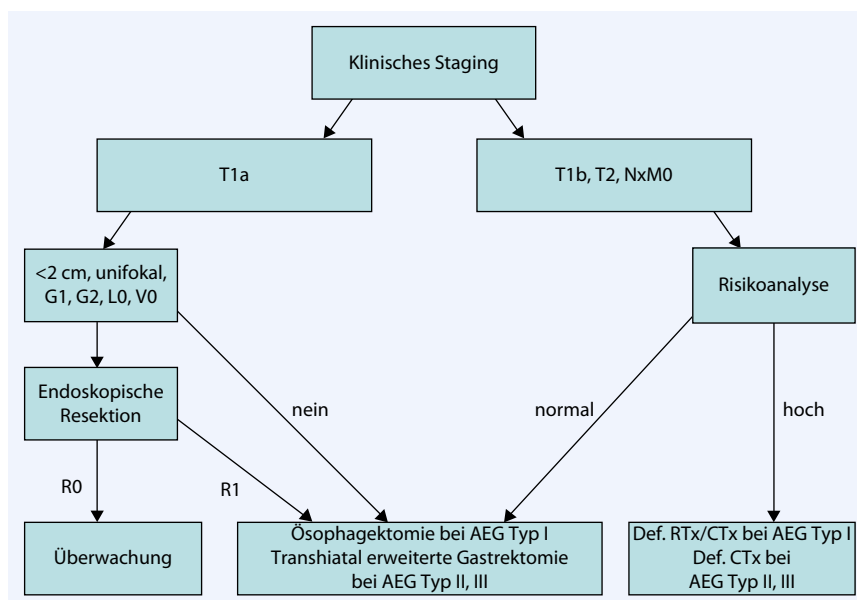 Klinisches Staging
T1a
T1b, T2, NxM0
<2 cm, unifokal,
G1, G2, L0, V0
Risikoanalyse
Endoskopische
Resektion
nein
normal
hoch
R0
R1
Überwachung
Ösophagektomie bei AEG Typ I
Transhiatal erweiterte Gastrektomie
bei AEG Typ II, III
Def. RTx/CTx bei AEG Typ I
Def. CTx bei
AEG Typ II, III